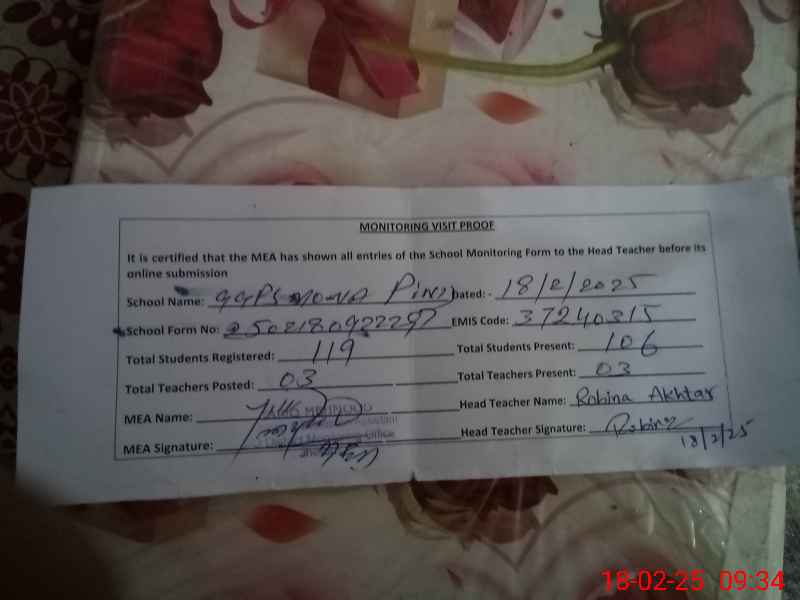 MONITORING VISIT PROOF
It is certified that the MEA has shown all entries of the School Monitoring Form to the Head Teacher before its
online submission
School Name: GGPS MONA PIND Dated: - 18/2/2025
School Form No: 2502180922297 EMIS Code: 37240315
Total Students Registered: 119 Total Students Present: 106
Total Teachers Posted: 03 Total Teachers Present: 03
MEA Name: Head Teacher Name: Robina Akhtar
MEA Signature: Head Teacher Signature: Robina
18/2/25
18-02-25 09:34